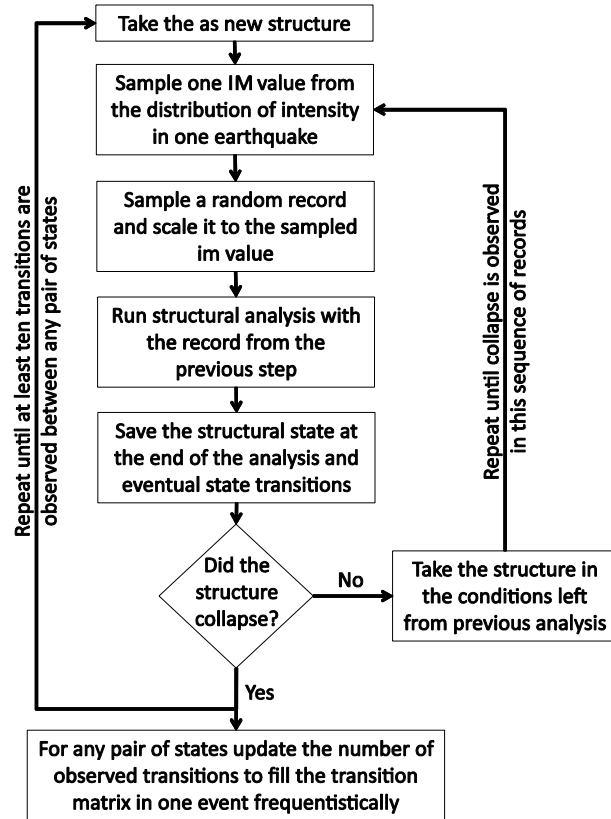 Take the as new structure
Sample one IM value from
the distribution of intensity
in one earthquake
Sample a random record
and scale it to the sampled
im value
Run structural analysis with
the record from the
previous step
Save the structural state at
the end of the analysis and
eventual state transitions
Did the
structure
collapse?
No
Take the structure in
the conditions left
from previous analysis
Repeat until collapse is observed
in this sequence of records
Yes
Repeat until at least ten transitions are
observed between any pair of states
For any pair of states update the number of
observed transitions to fill the transition
matrix in one event frequentistically